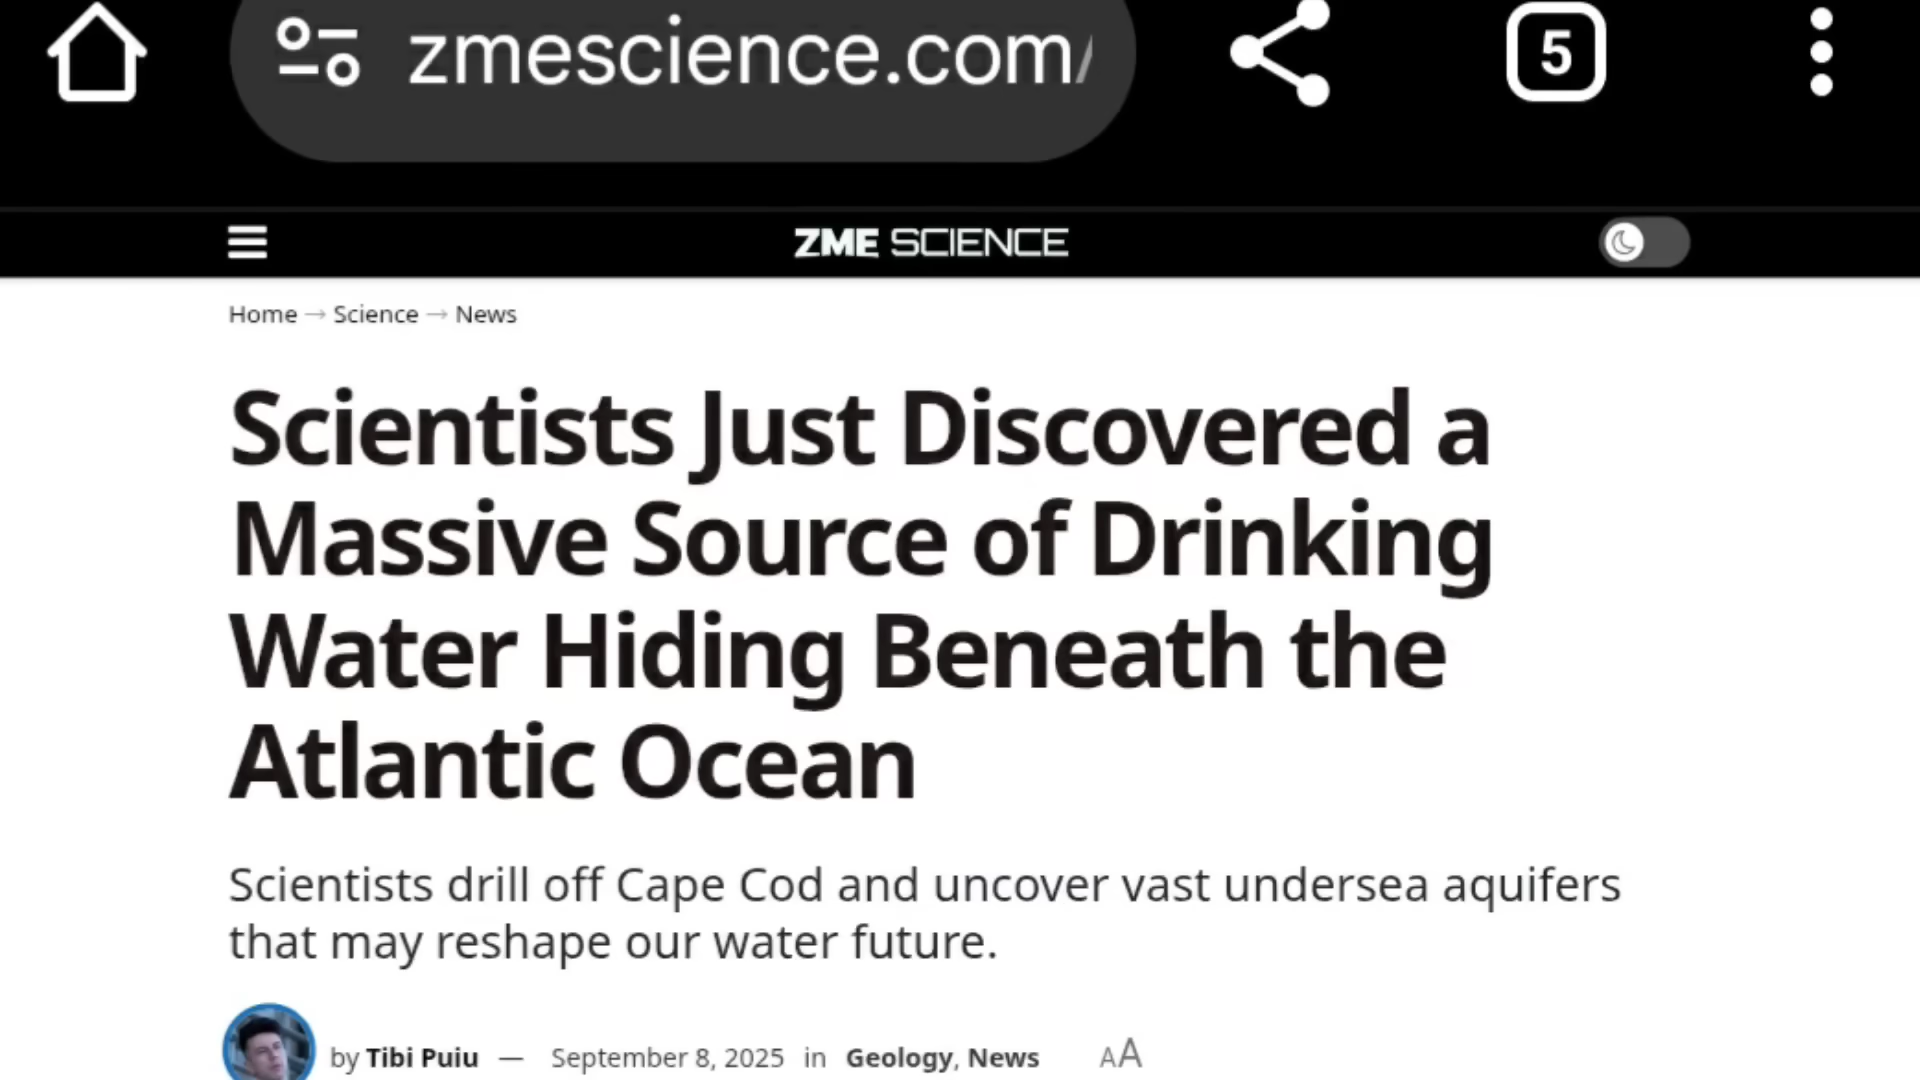 zmescience.com/
5
ZME SCIENCE
Home → Science → News
Scientists Just Discovered a
Massive Source of Drinking
Water Hiding Beneath the
Atlantic Ocean
Scientists drill off Cape Cod and uncover vast undersea aquifers
that may reshape our water future.
by Tibi Puiu — September 8, 2025 in Geology, News AA